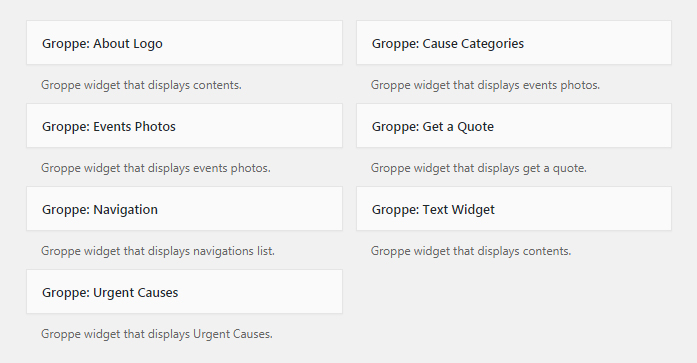 Groppe: About Logo
Groppe: Cause Categories
Groppe widget that displays contents.
Groppe widget that displays events photos.
Groppe: Events Photos
Groppe: Get a Quote
Groppe widget that displays events photos.
Groppe widget that displays get a quote.
Groppe: Navigation
Groppe: Text Widget
Groppe widget that displays navigations list.
Groppe widget that displays contents.
Groppe: Urgent Causes
Groppe widget that displays Urgent Causes.